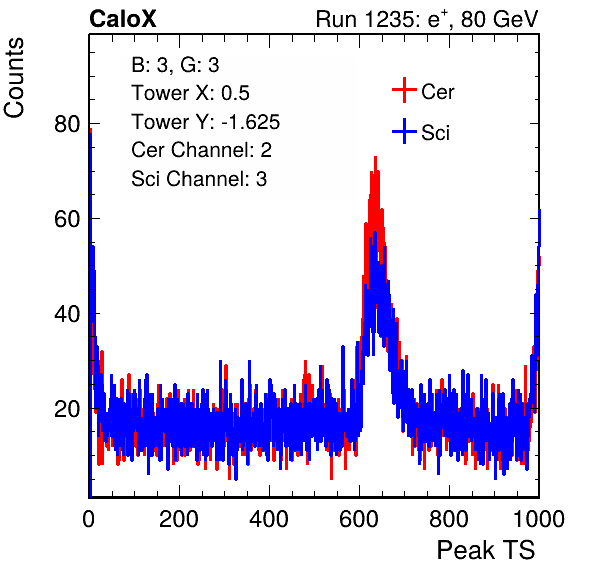 CaloX Run 1235: e⁺, 80 GeV
Counts
B: 3, G: 3
Tower X: 0.5
Tower Y: -1.625
Cer Channel: 2
Sci Channel: 3
Cer
Sci
80
60
40
20
0 200 400 600 800 1000
Peak TS